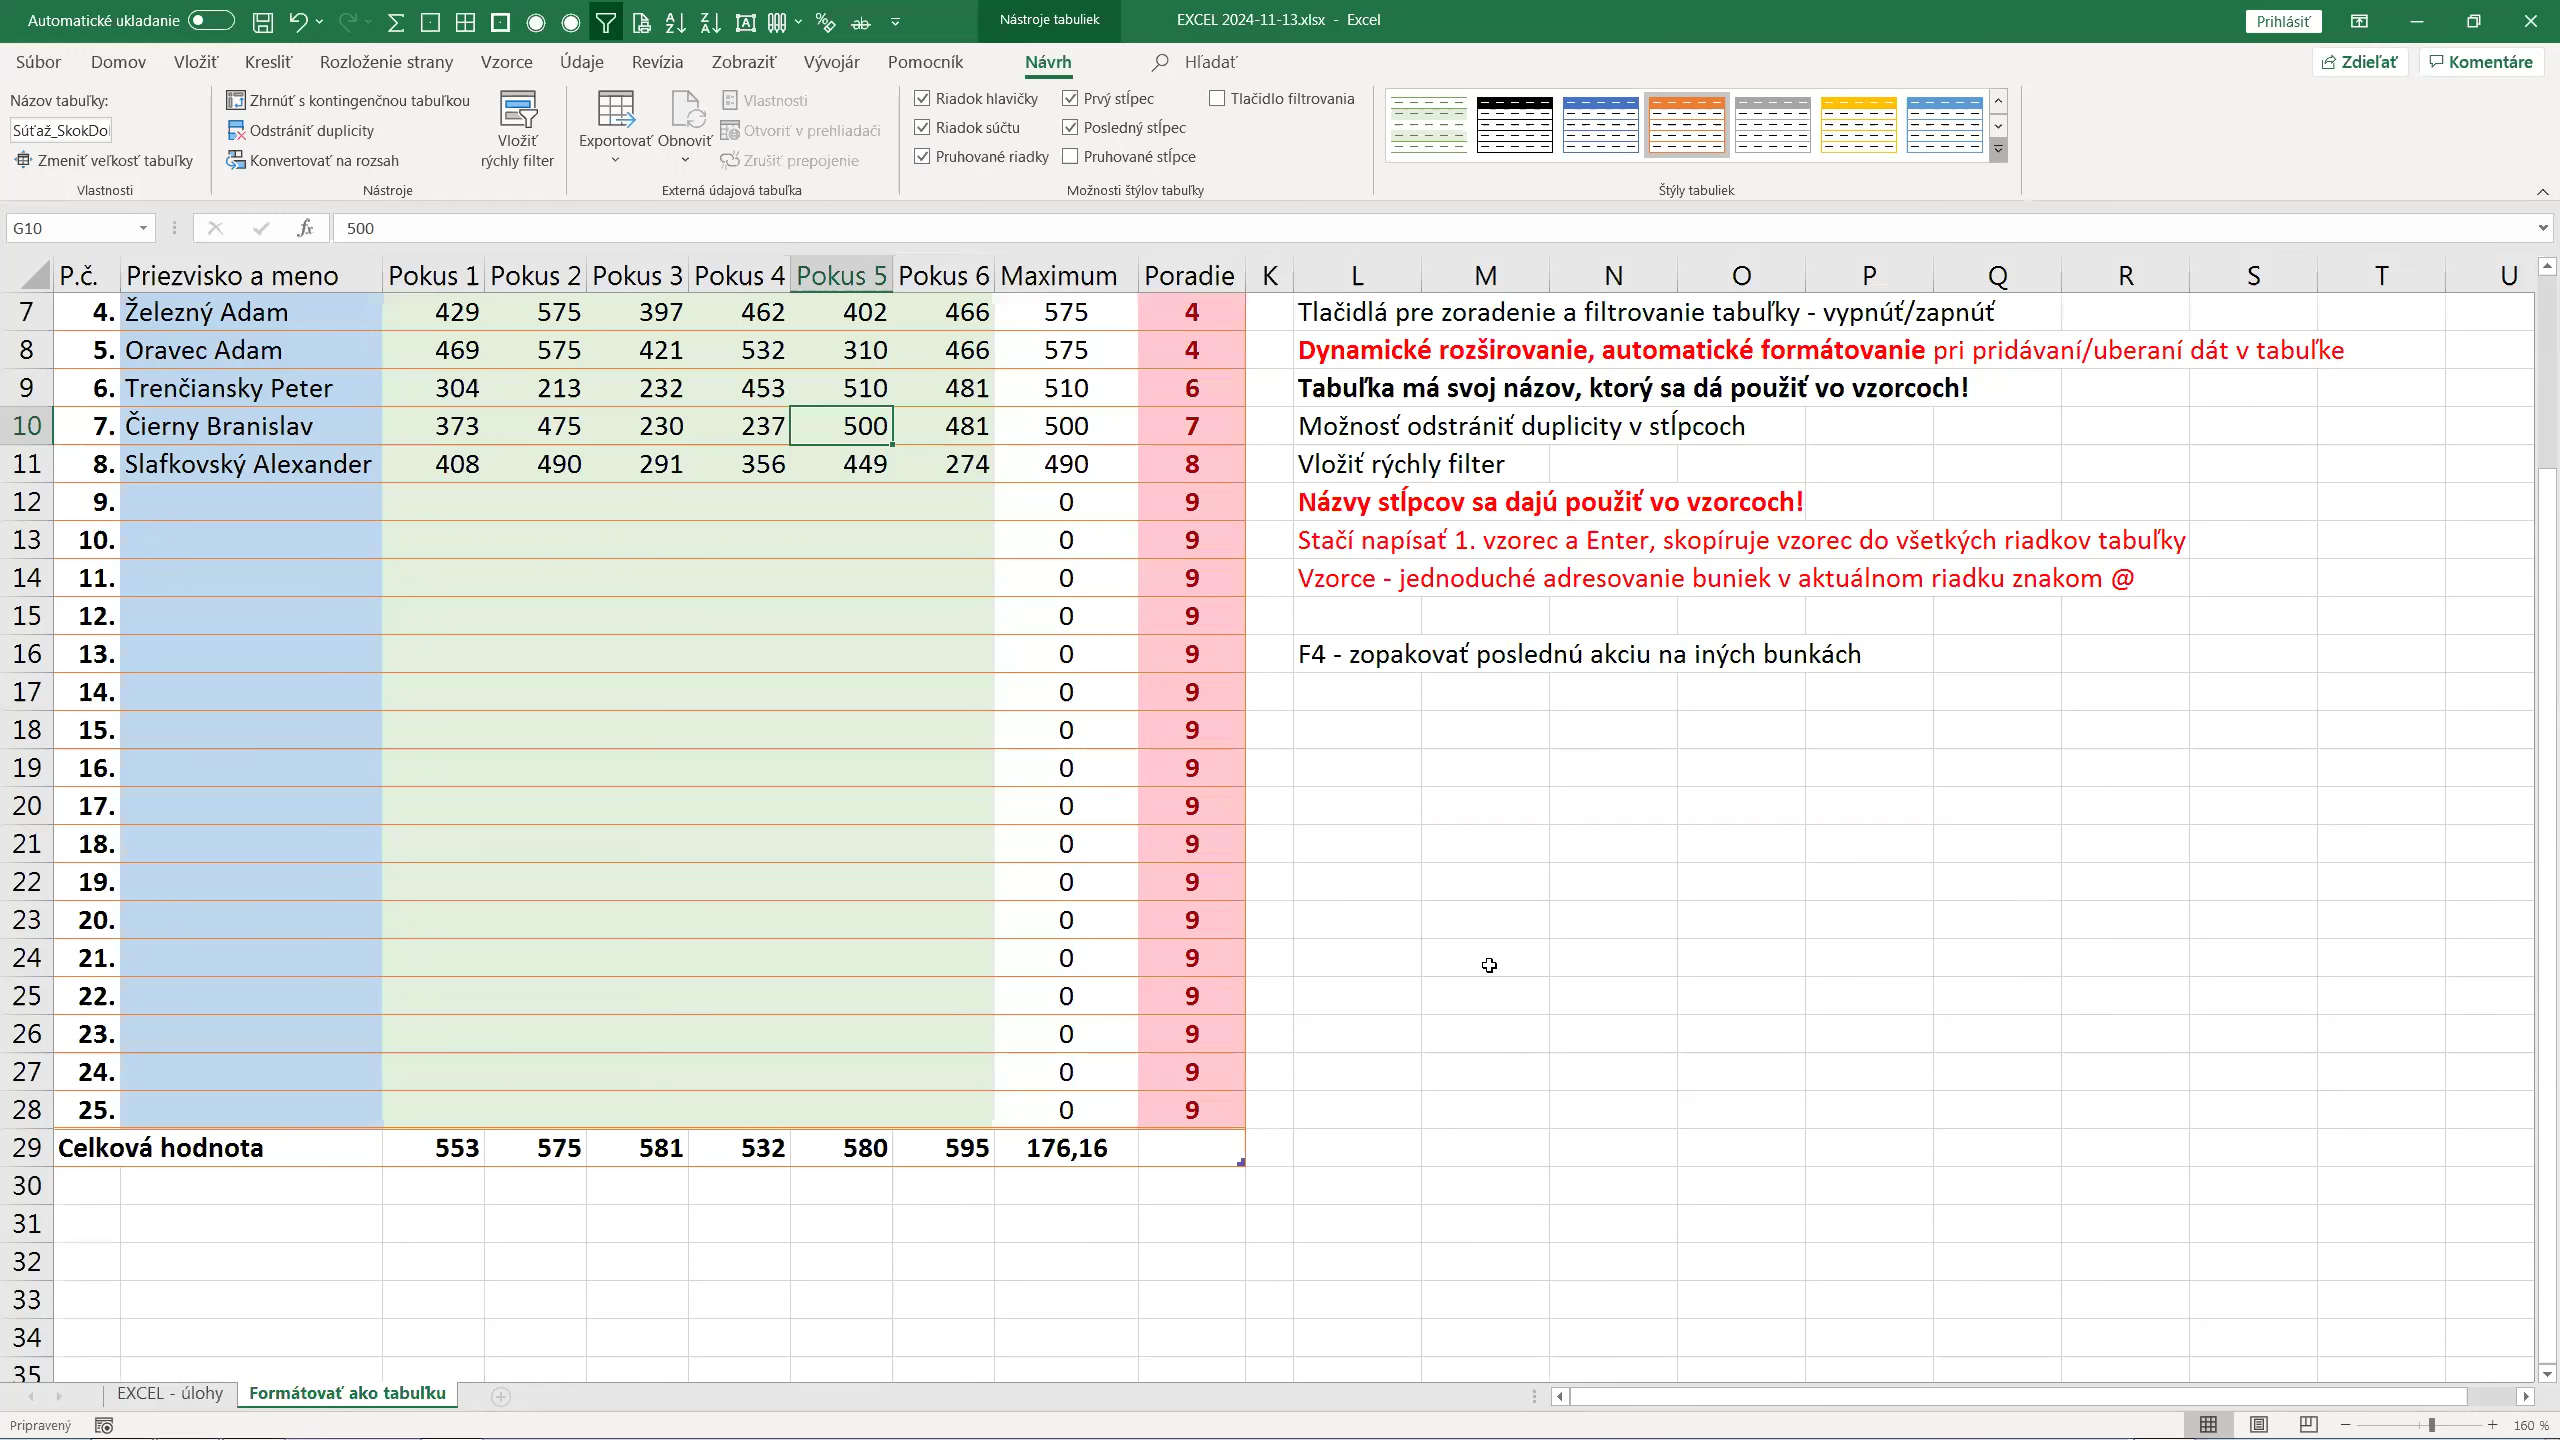 Automatické ukladanie
Nástroje tabuliek
EXCEL 2024-11-13.xlsx - Excel
Prihlásiť
Súbor Domov Vložiť Kresliť Rozloženie strany Vzorce Údaje Revízia Zobraziť Vývojár Pomocník Návrh Hľadať
Zdieľať Komentáre
Názov tabuľky:
Súťaž_SkokDo
Zmeniť veľkosť tabuľky
Vlastnosti
Zhrnúť s kontingenčnou tabuľkou
Odstrániť duplicity
Konvertovať na rozsah
Vložiť
rýchly filter
Nástroje
Exportovať Obnoviť
Vlastnosti
Otvoriť v prehliadači
Zrušiť prepojenie
Externá údajová tabuľka
Riadok hlavičky Prvý stĺpec Tlačidlo filtrovania
Riadok súčtu Posledný stĺpec
Pruhované riadky Pruhované stĺpce
Možnosti štýlov tabuľky
Štýly tabuliek
G10 fx 500
P.č. Priezvisko a meno Pokus 1 Pokus 2 Pokus 3 Pokus 4 Pokus 5 Pokus 6 Maximum Poradie K L M N O P Q R S T U
7 4. Železný Adam 429 575 397 462 402 466 575 4 Tlačidlá pre zoradenie a filtrovanie tabuľky - vypnúť/zapnúť
8 5. Oravec Adam 469 575 421 532 310 466 575 4 Dynamické rozširovanie, automatické formátovanie pri pridávaní/uberaní dát v tabuľke
9 6. Trenčiansky Peter 304 213 232 453 510 481 510 6 Tabuľka má svoj názov, ktorý sa dá použiť vo vzorcoch!
10 7. Čierny Branislav 373 475 230 237 500 481 500 7 Možnosť odstrániť duplicity v stĺpcoch
11 8. Slafkovský Alexander 408 490 291 356 449 274 490 8 Vložiť rýchly filter
12 9. 0 9 Názvy stĺpcov sa dajú použiť vo vzorcoch!
13 10. 0 9 Stačí napísať 1. vzorec a Enter, skopíruje vzorec do všetkých riadkov tabuľky
14 11. 0 9 Vzorce - jednoduché adresovanie buniek v aktuálnom riadku znakom @
15 12. 0 9
16 13. 0 9 F4 - zopakovať poslednú akciu na iných bunkách
17 14. 0 9
18 15. 0 9
19 16. 0 9
20 17. 0 9
21 18. 0 9
22 19. 0 9
23 20. 0 9
24 21. 0 9
25 22. 0 9
26 23. 0 9
27 24. 0 9
28 25. 0 9
29 Celková hodnota 553 575 581 532 580 595 176,16
30
31
32
33
34
35
EXCEL - úlohy Formátovať ako tabuľku
Pripravený 160 %